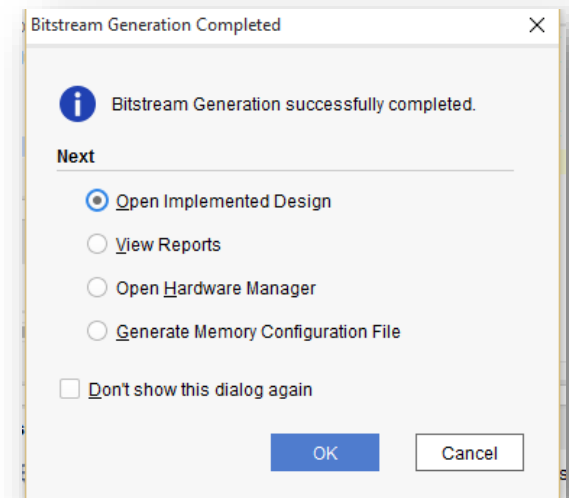 Bitstream Generation Completed
Bitstream Generation successfully completed.
Next
Open Implemented Design
View Reports
Open Hardware Manager
Generate Memory Configuration File
Don't show this dialog again
OK Cancel